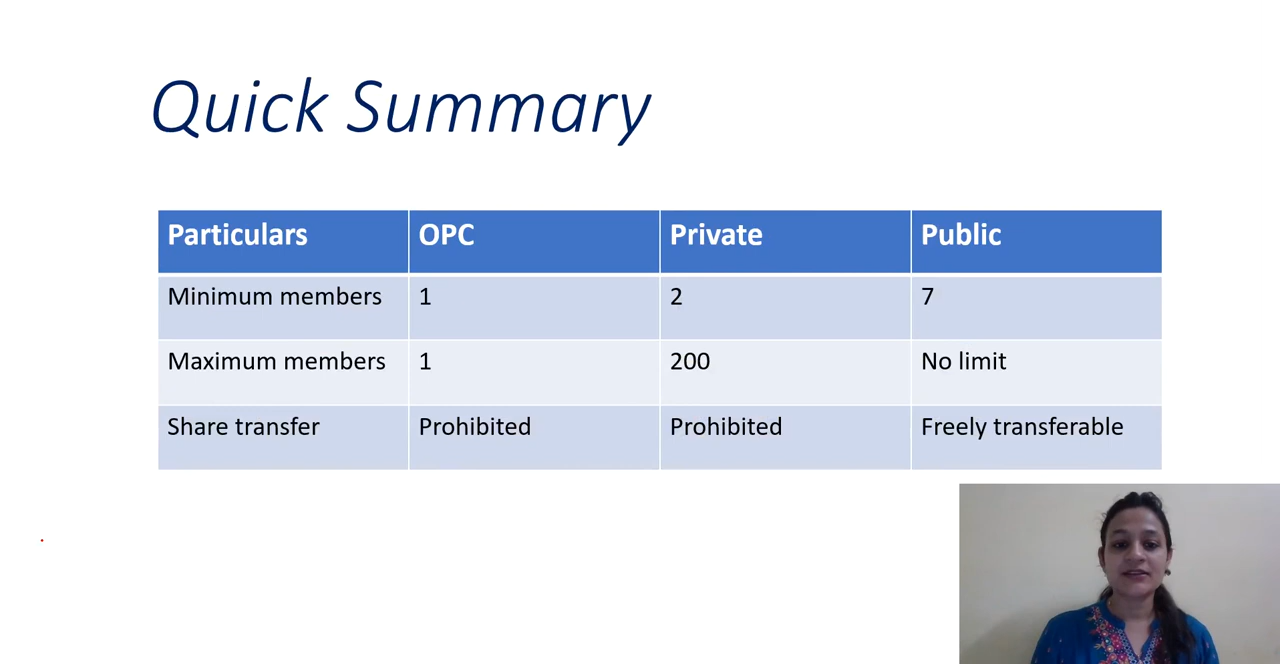 Quick Summary
Particulars OPC Private Public
Minimum members 1 2 7
Maximum members 1 200 No limit
Share transfer Prohibited Prohibited Freely transferable